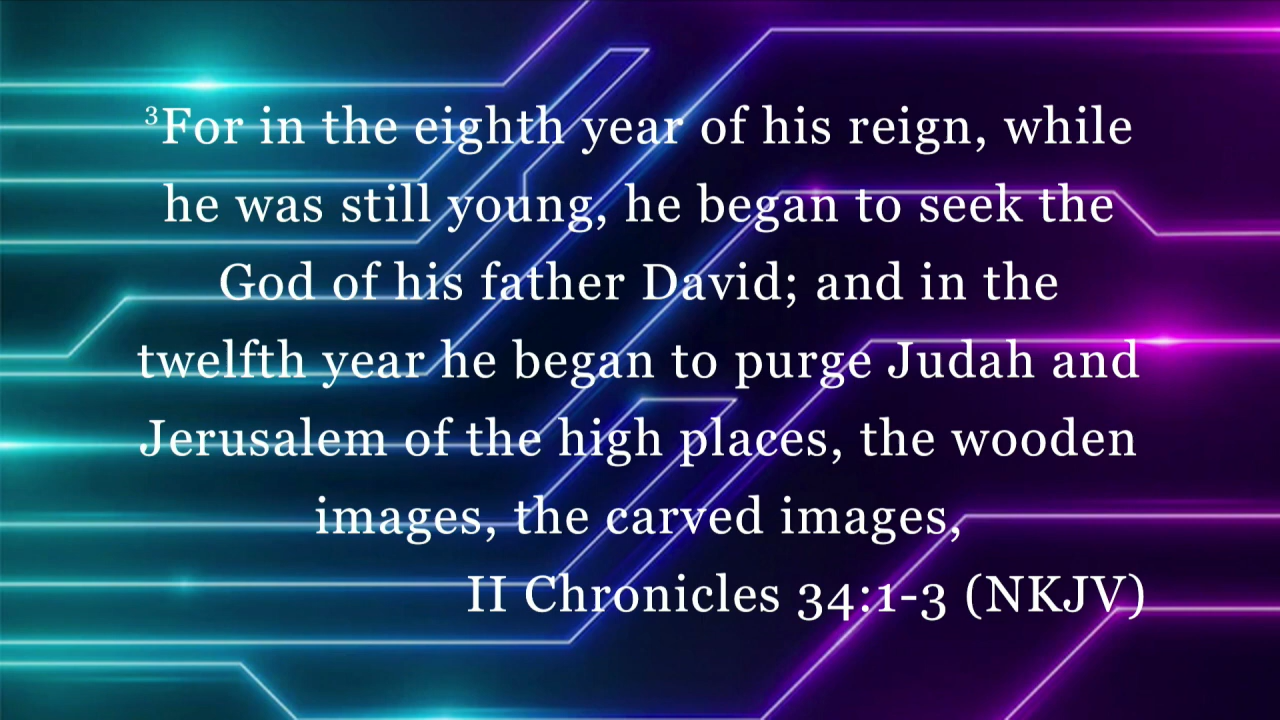 ³For in the eighth year of his reign, while
he was still young, he began to seek the
God of his father David; and in the
twelfth year he began to purge Judah and
Jerusalem of the high places, the wooden
images, the carved images,
II Chronicles 34:1-3 (NKJV)